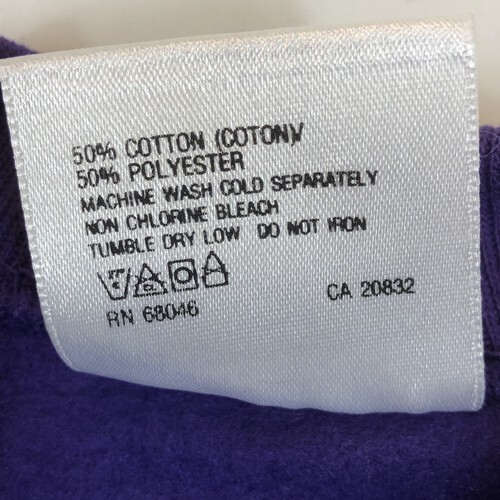 50% COTTON (COTON)/
50% POLYESTER
MACHINE WASH COLD SEPARATELY
NON CHLORINE BLEACH
TUMBLE DRY LOW DO NOT IRON
RN 68046 CA 20832